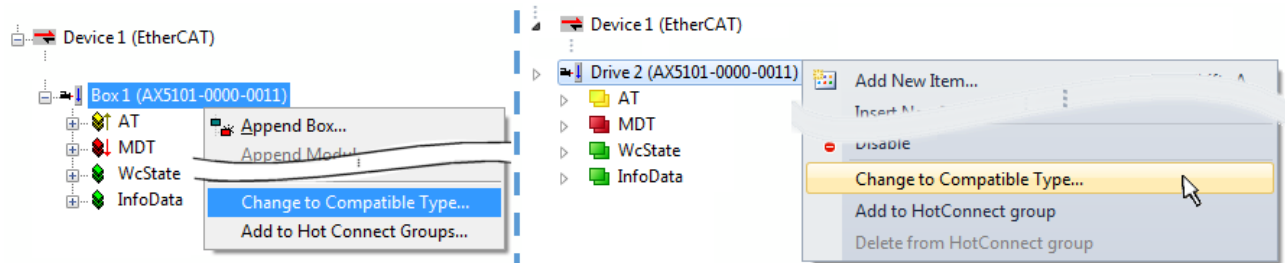 Device 1 (EtherCAT)
Box 1 (AX5101-0000-0011)
AT
MDT
WcState
InfoData
Append Box...
Append Modul
Change to Compatible Type...
Add to Hot Connect Groups...
Device 1 (EtherCAT)
Drive 2 (AX5101-0000-0011)
AT
MDT
WcState
InfoData
Add New Item...
Insert
Disable
Change to Compatible Type...
Add to HotConnect group
Delete from HotConnect group